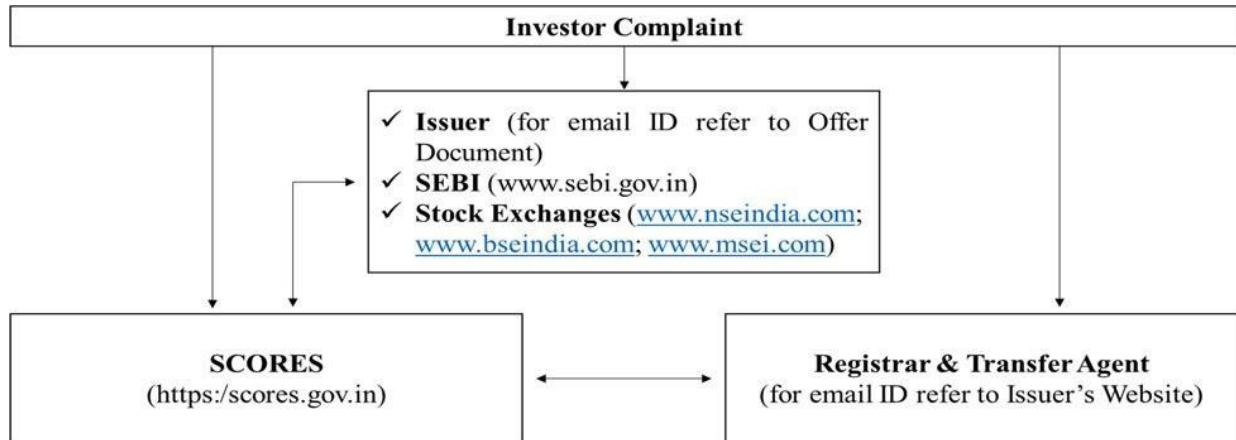 Investor Complaint
✓ Issuer (for email ID refer to Offer
Document)
✓ SEBI (www.sebi.gov.in)
✓ Stock Exchanges (www.nseindia.com;
www.bseindia.com; www.msei.com)
SCORES
(https:/scores.gov.in)
Registrar & Transfer Agent
(for email ID refer to Issuer’s Website)